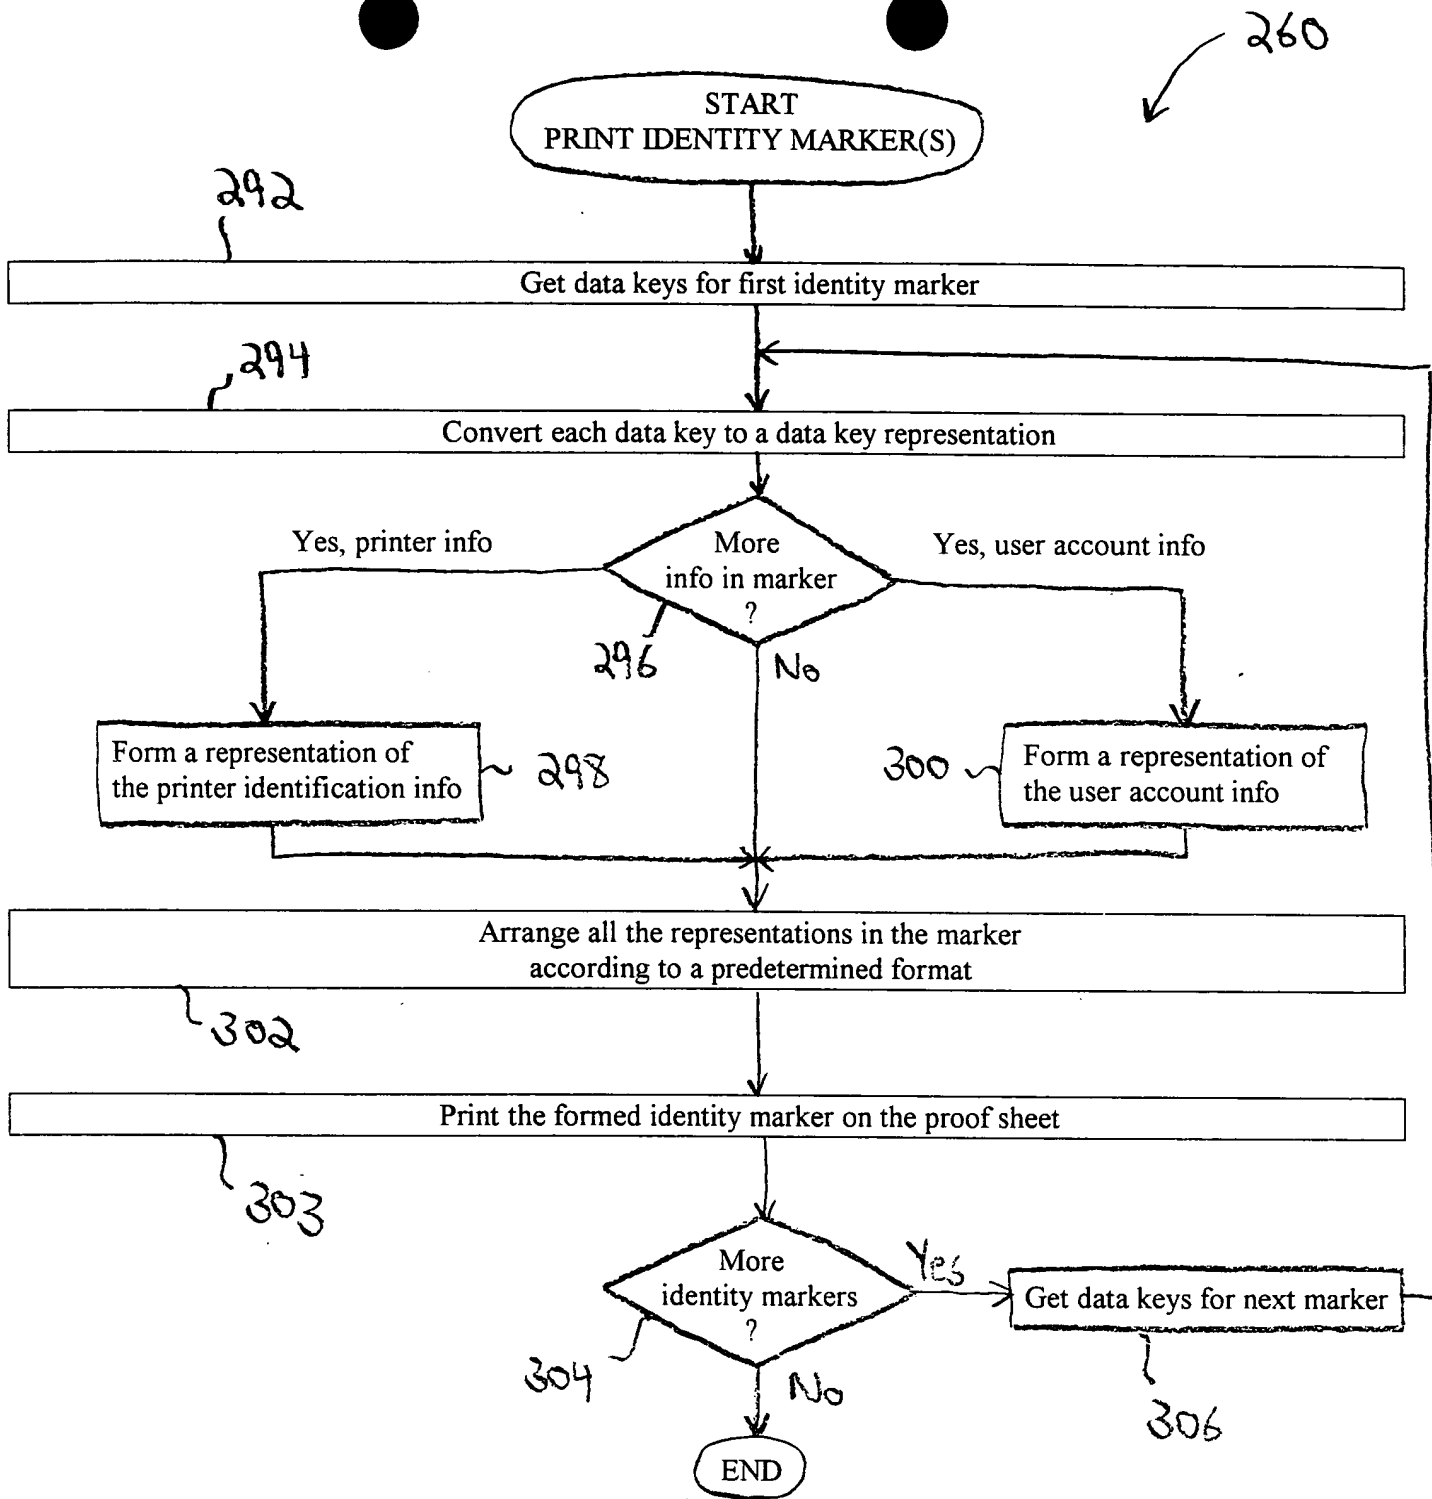 260
START
PRINT IDENTITY MARKER(S)
292
Get data keys for first identity marker
294
Convert each data key to a data key representation
Yes, printer info
More
info in marker
?
Yes, user account info
296
No
Form a representation of
the printer identification info
298
300
Form a representation of
the user account info
Arrange all the representations in the marker
according to a predetermined format
302
Print the formed identity marker on the proof sheet
303
More
identity markers
?
Yes
Get data keys for next marker
304
No
306
END